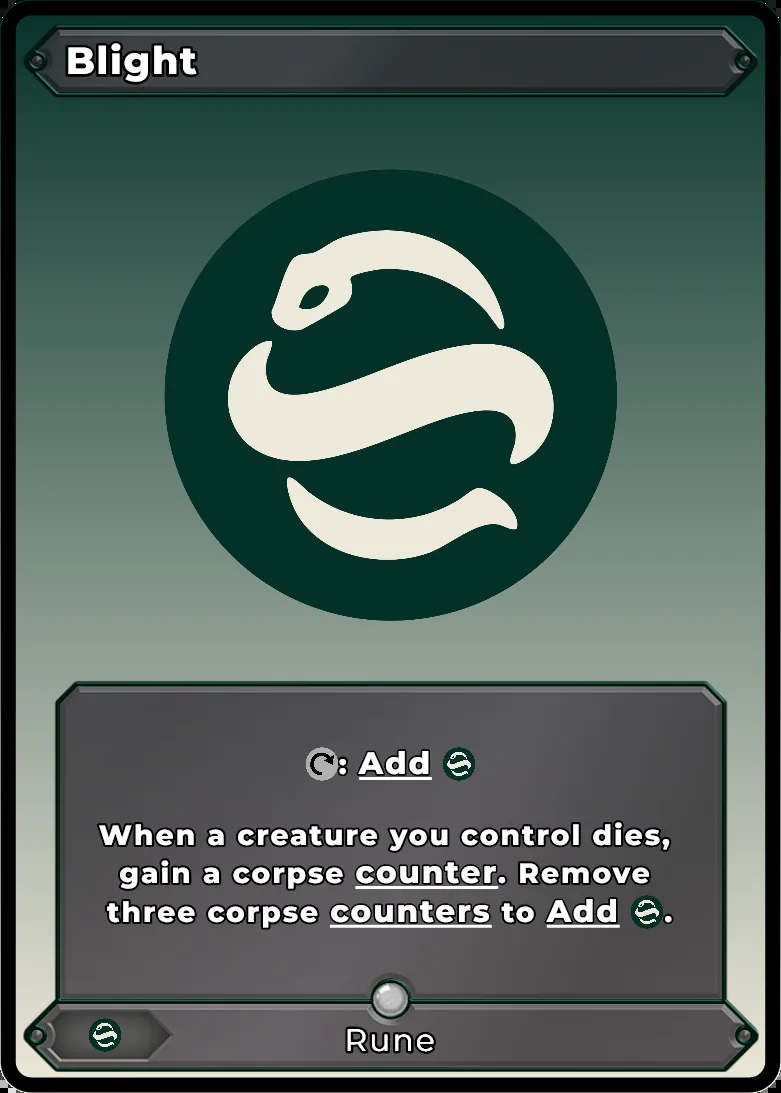 Blight
: Add
When a creature you control dies,
gain a corpse counter. Remove
three corpse counters to Add .
Rune